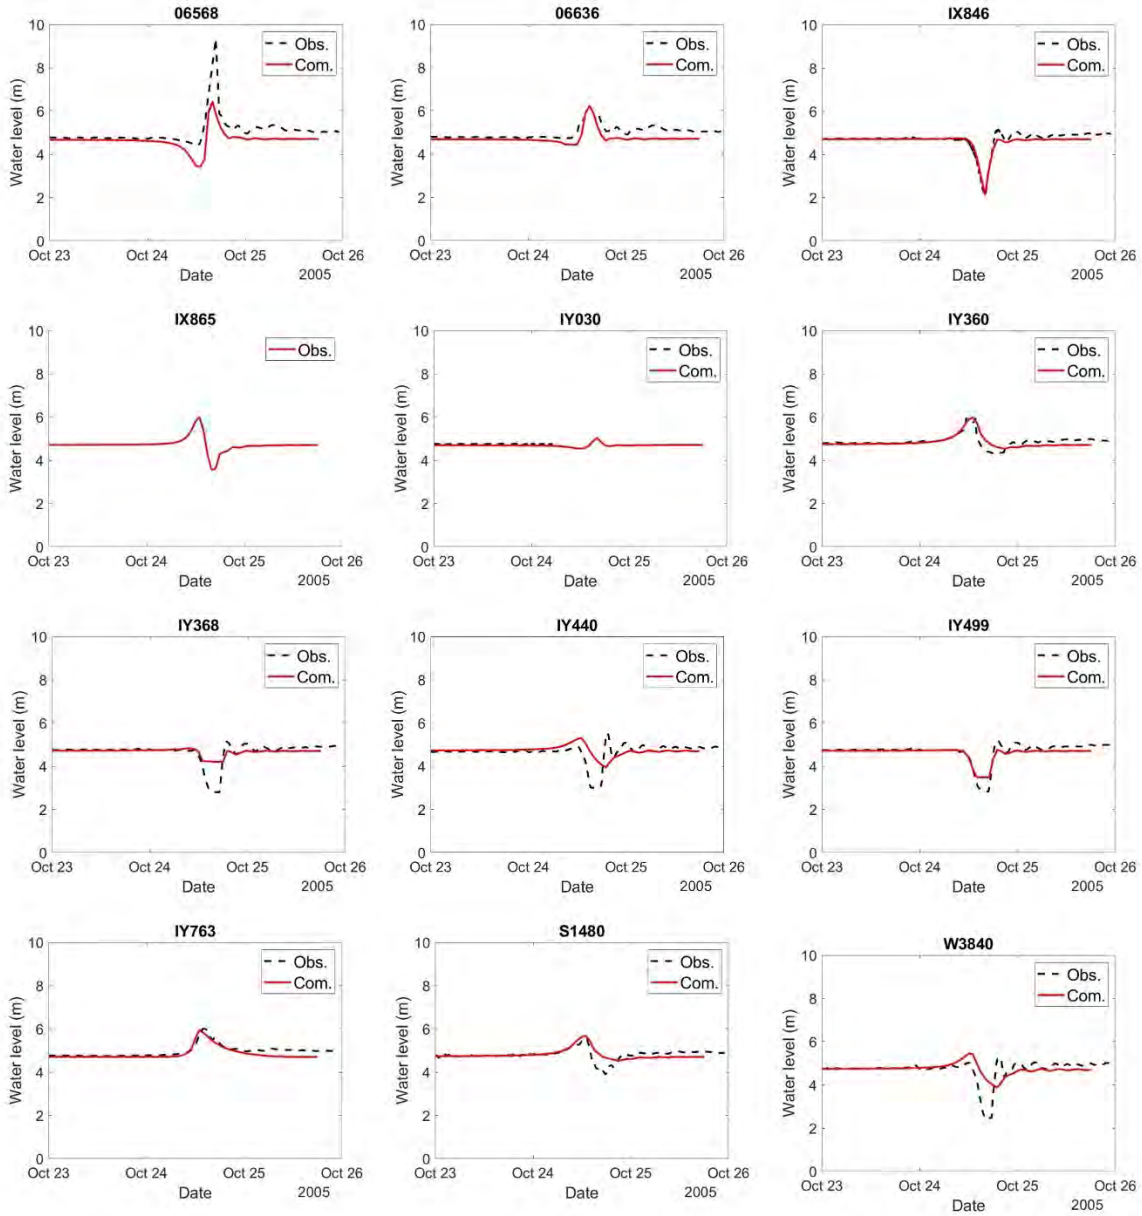 06568
10
8
6
4
2
0
Water level (m)
Obs.
Com.
Oct 23 Oct 24 Oct 25 Oct 26
Date 2005
06636
10
8
6
4
2
0
Water level (m)
Obs.
Com.
Oct 23 Oct 24 Oct 25 Oct 26
Date 2005
IX846
10
8
6
4
2
0
Water level (m)
Obs.
Com.
Oct 23 Oct 24 Oct 25 Oct 26
Date 2005
IX865
10
8
6
4
2
0
Water level (m)
Obs.
Oct 23 Oct 24 Oct 25 Oct 26
Date 2005
IY030
10
8
6
4
2
0
Water level (m)
Obs.
Com.
Oct 23 Oct 24 Oct 25 Oct 26
Date 2005
IY360
10
8
6
4
2
0
Water level (m)
Obs.
Com.
Oct 23 Oct 24 Oct 25 Oct 26
Date 2005
IY368
10
8
6
4
2
0
Water level (m)
Obs.
Com.
Oct 23 Oct 24 Oct 25 Oct 26
Date 2005
IY440
10
8
6
4
2
0
Water level (m)
Obs.
Com.
Oct 23 Oct 24 Oct 25 Oct 26
Date 2005
IY499
10
8
6
4
2
0
Water level (m)
Obs.
Com.
Oct 23 Oct 24 Oct 25 Oct 26
Date 2005
IY763
10
8
6
4
2
0
Water level (m)
Obs.
Com.
Oct 23 Oct 24 Oct 25 Oct 26
Date 2005
S1480
10
8
6
4
2
0
Water level (m)
Obs.
Com.
Oct 23 Oct 24 Oct 25 Oct 26
Date 2005
W3840
10
8
6
4
2
0
Water level (m)
Obs.
Com.
Oct 23 Oct 24 Oct 25 Oct 26
Date 2005